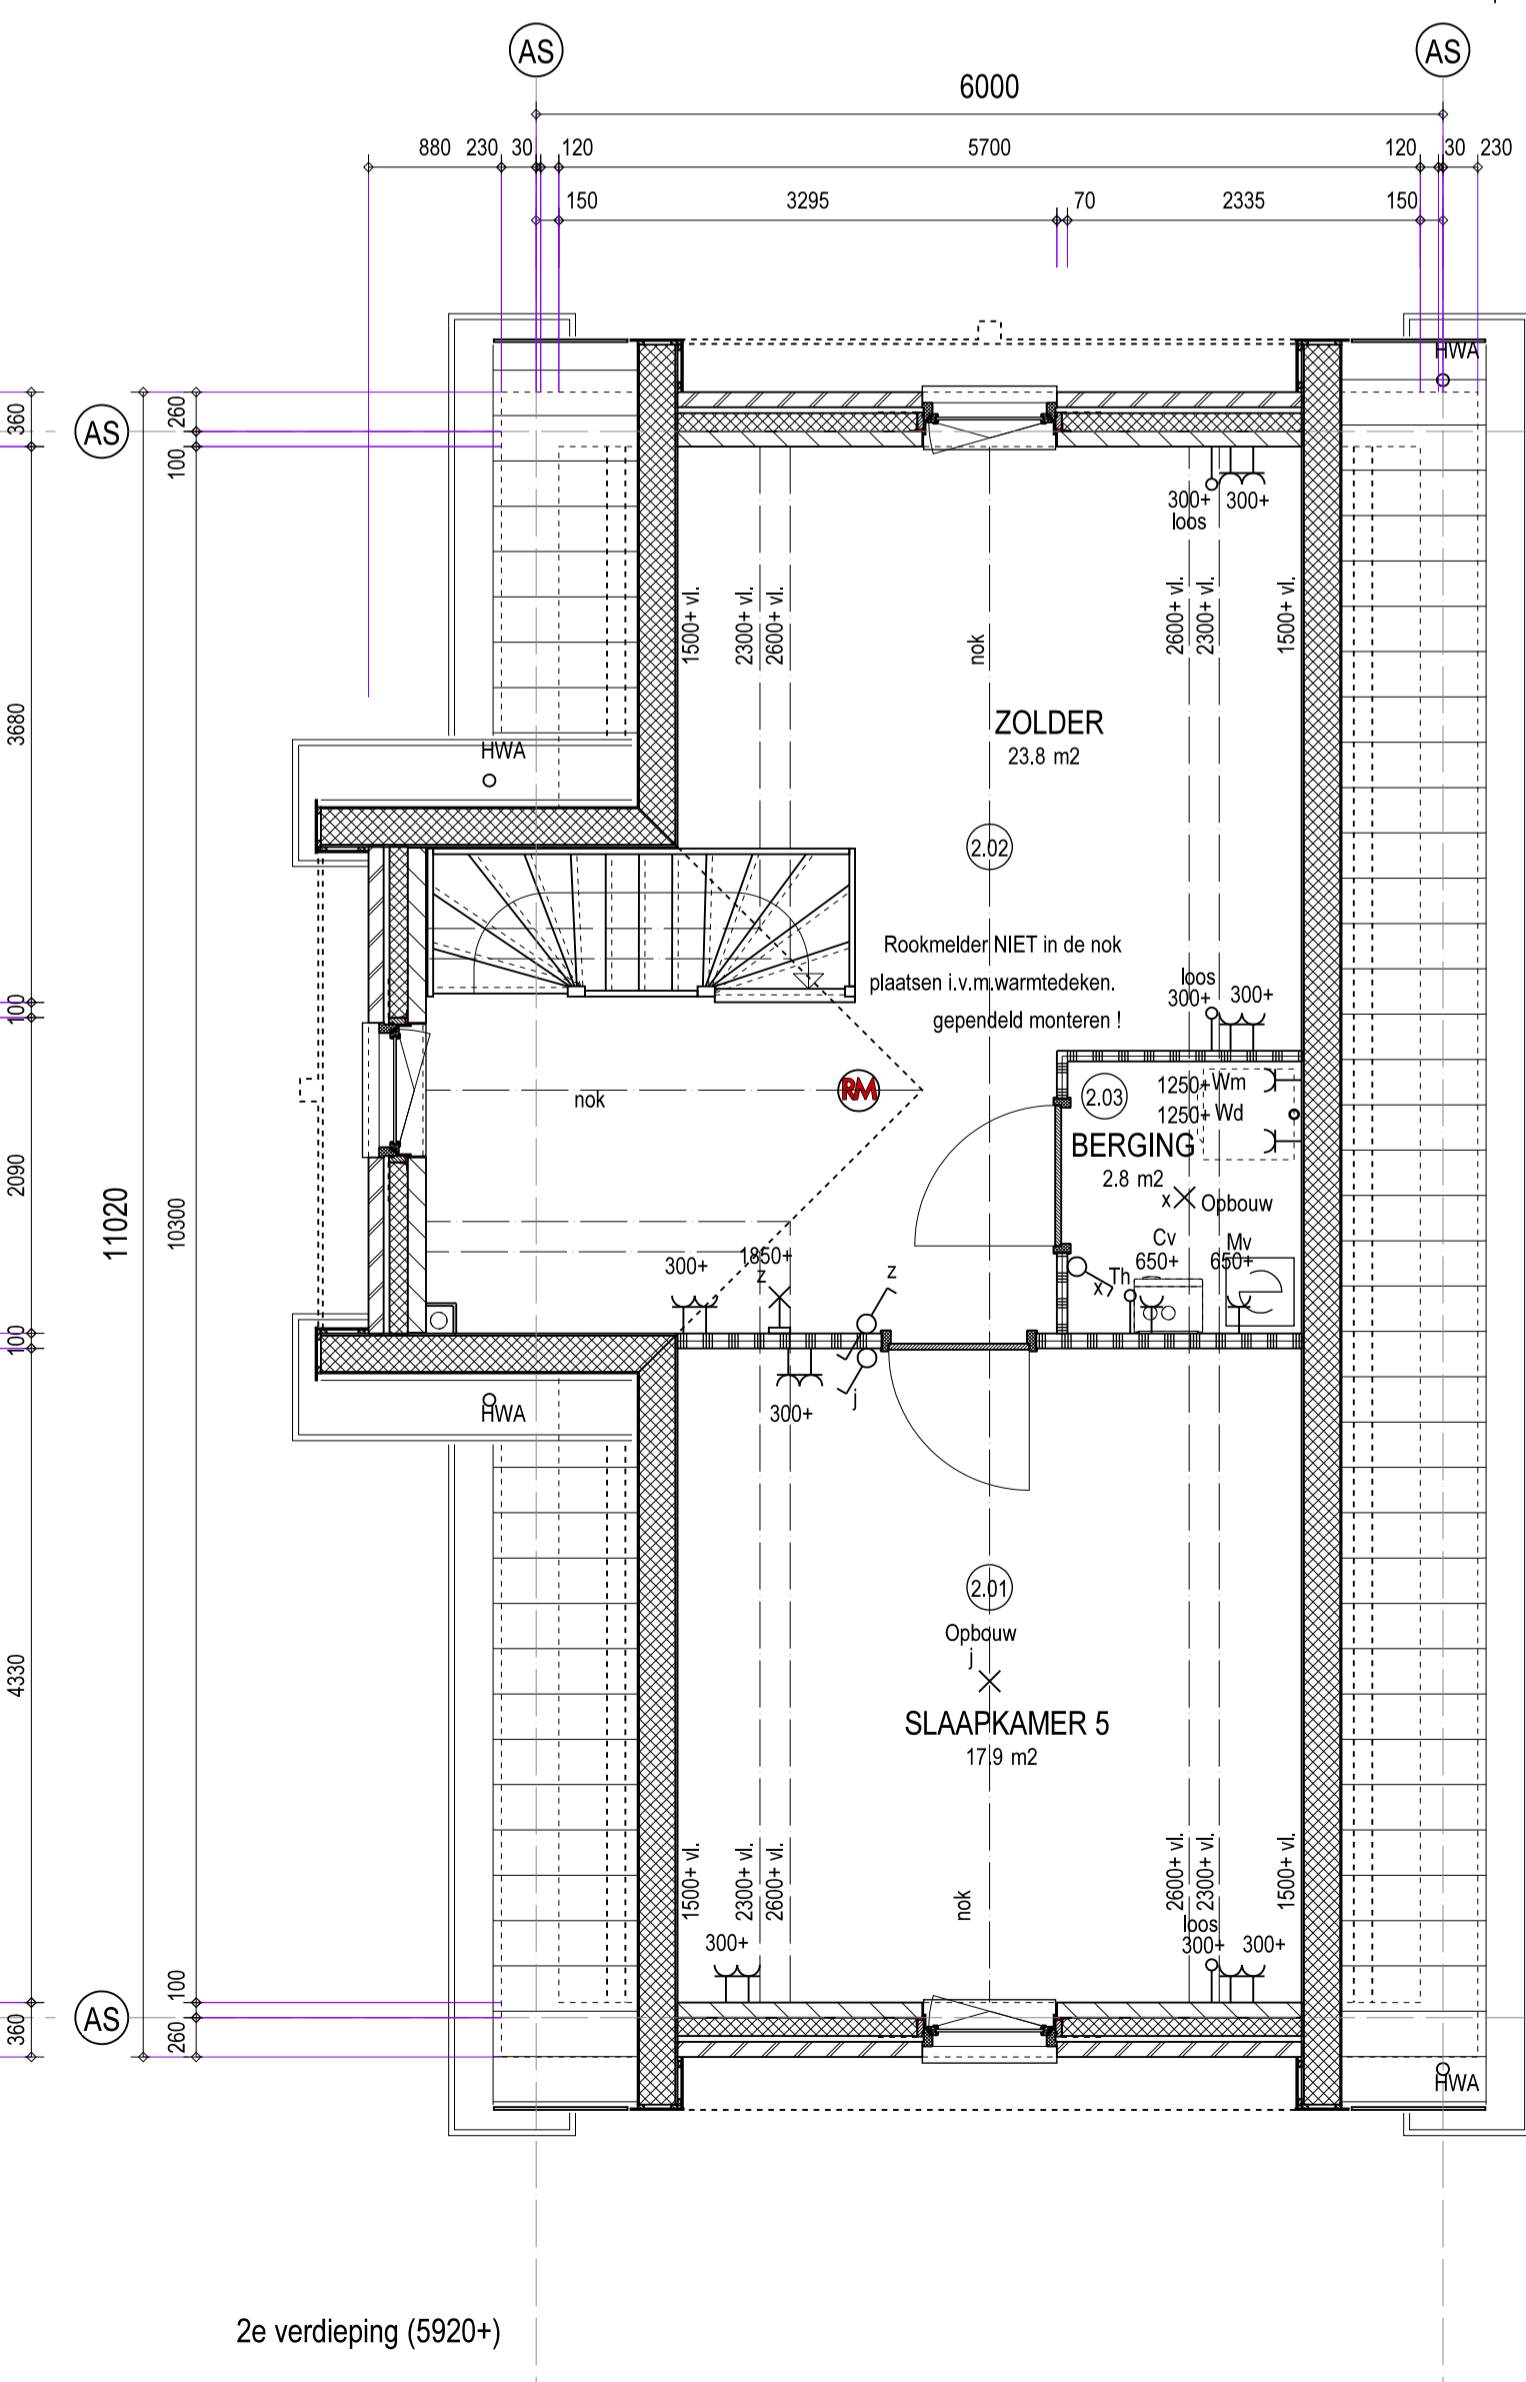 AS
AS
6000
880 230 30 120 5700 120 30 230
150 3295 70 2335 150
HWA
360
260
AS
100
300+ 300+
loos
1500+ vl.
2300+ vl.
2600+ vl.
nok
2600+ vl.
2300+ vl.
1500+ vl.
3680
ZOLDER
23.8 m2
HWA
2.02
Rookmelder NIET in de nok
plaatsen i.v.m.warmtedeken.
gependeld monteren !
loos
300+ 300+
100
RM
nok
2.03
1250+ Wm
1250+ Wd
BERGING
2.8 m2
x Opbouw
2090
11020
10300
Cv
650+
Mv
650+
Th
x
300+
1850+
z
z
100
j
300+
HWA
2.01
Opbouw
j
4330
SLAAPKAMER 5
17.9 m2
1500+ vl.
2300+ vl.
2600+ vl.
nok
2600+ vl.
2300+ vl.
1500+ vl.
300+
loos
300+ 300+
100
AS
360
260
HWA
2e verdieping (5920+)